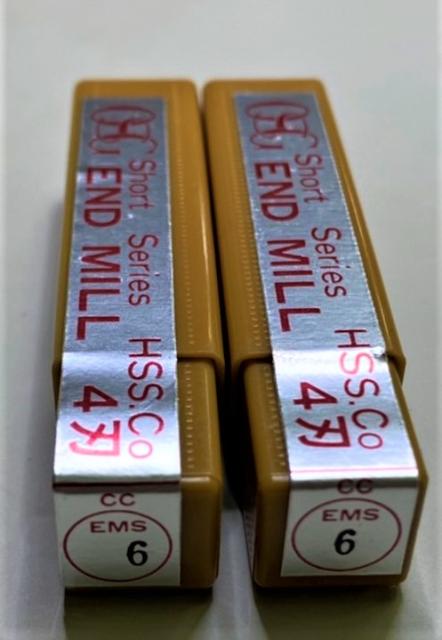 Short Series HSS.Co
END MILL 4刃
CC
EMS
6
Short Series HSS.Co
END MILL 4刃
CC
EMS
6